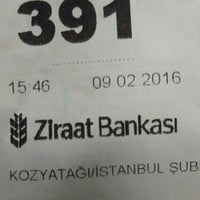 391
15:46 09.02.2016
Ziraat Bankası
KOZYATAĞI/İSTANBUL ŞUB